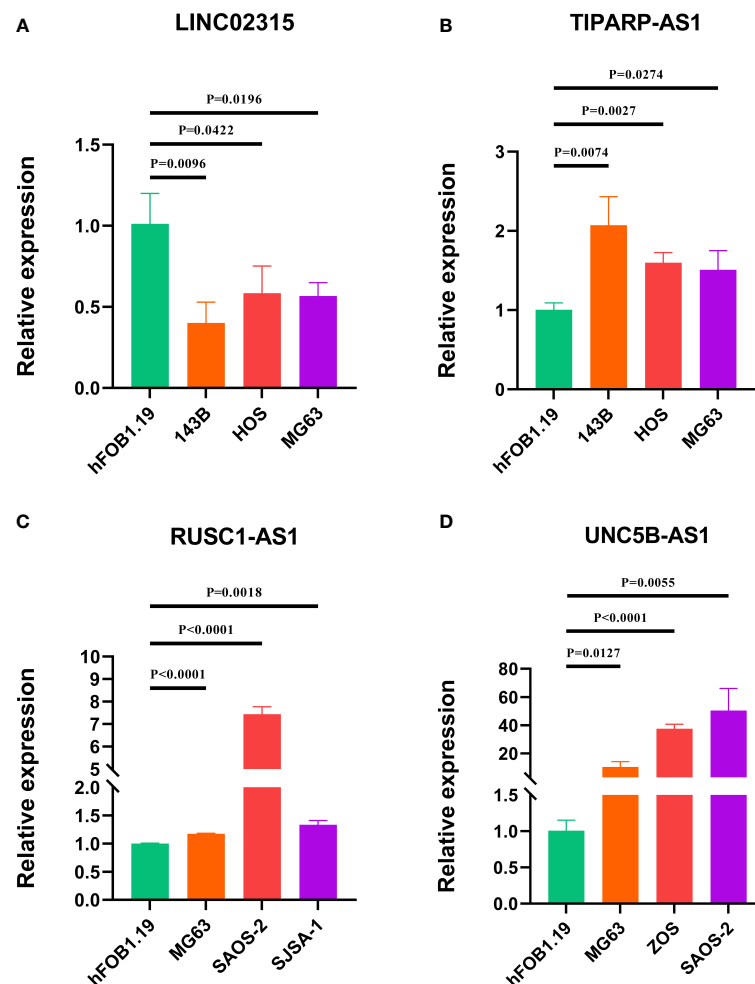 A
LINC02315
P=0.0196
P=0.0422
P=0.0096
Relative expression
1.5
1.0
0.5
0.0
hFOB1.19
143B
HOS
MG63
B
TIPARP-AS1
P=0.0274
P=0.0027
P=0.0074
Relative expression
3
2
1
0
hFOB1.19
143B
HOS
MG63
C
RUSC1-AS1
P=0.0018
P<0.0001
P<0.0001
Relative expression
10
9
8
7
6
5
2.0
1.5
1.0
0.5
0.0
hFOB1.19
MG63
SAOS-2
SJSA-1
D
UNC5B-AS1
P=0.0055
P<0.0001
P=0.0127
Relative expression
80
60
40
20
1.5
1.0
0.5
0.0
hFOB1.19
MG63
ZOS
SAOS-2